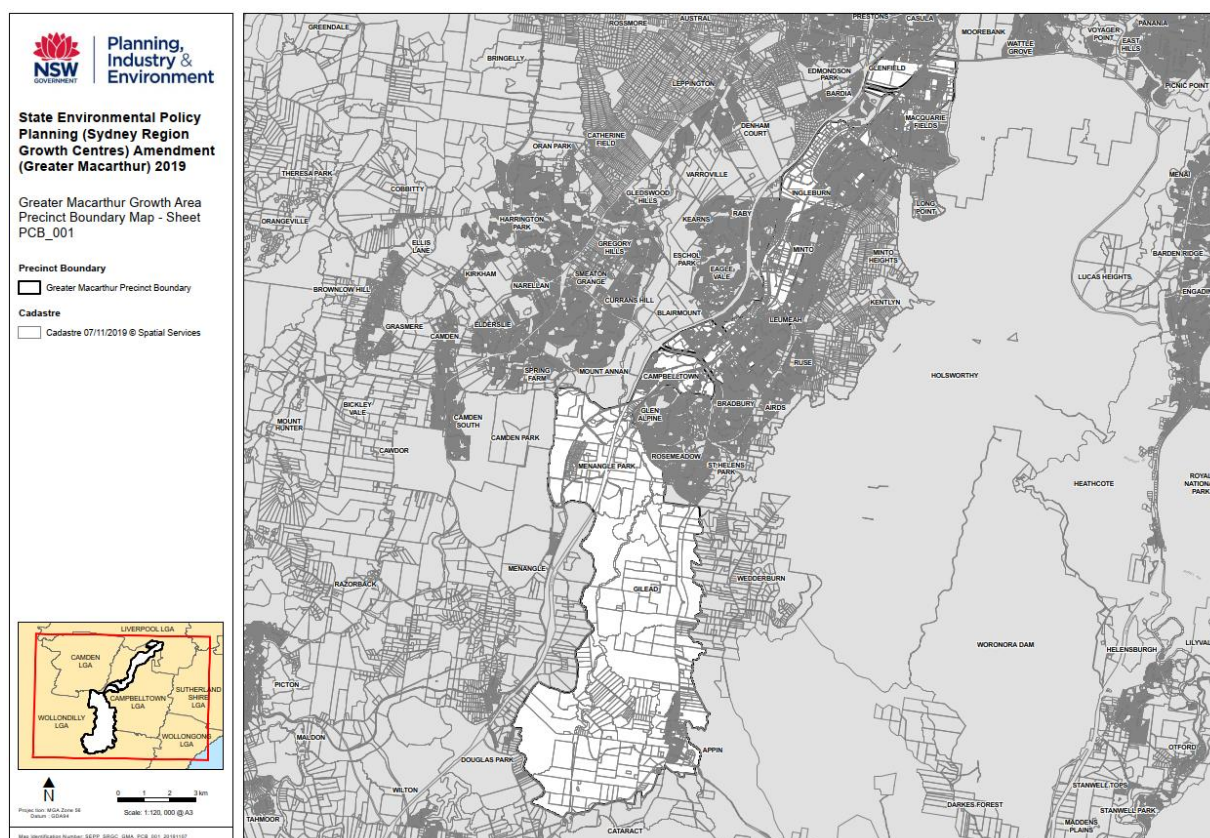 NSW
GOVERNMENT
Planning,
Industry &
Environment
State Environmental Policy
Planning (Sydney Region
Growth Centres) Amendment
(Greater Macarthur) 2019
Greater Macarthur Growth Area
Precinct Boundary Map - Sheet
PCB_001
Precinct Boundary
Greater Macarthur Precinct Boundary
Cadastre
Cadastre 07/11/2019 © Spatial Services
LIVERPOOL LGA
CAMDEN
LGA
CAMPBELLTOWN
LGA
SUTHERLAND
SHIRE
LGA
WOLLONDILLY
LGA
WOLLONGONG
LGA
N
Projection: MGA Zone 56
Datum : GDA94
0 1 2 3 km
Scale: 1:120, 000 @ A3
Map Identification Number: SEPP_SRGC_GMA_PCB_001_20191107
GREENDALE
ROSSMORE
AUSTRAL
PRESTONS
CASULA
MOOREBANK
WATTLE
GROVE
VOYAGER
POINT
PANANIA
EAST
HILLS
PICNIC POINT
BRINGELLY
LEPPINGTON
EDMONDSON
PARK
GLENFIELD
BARDIA
MACQUARIE
FIELDS
DENHAM
COURT
CATHERINE
FIELD
ORAN PARK
THERESA PARK
COBBITTY
VARROVILLE
GLEDSWOOD
HILLS
INGLEBURN
MENAI
LONG
POINT
ORANGEVILLE
HARRINGTON
PARK
KEARNS
RABY
ELLIS
LANE
GREGORY
HILLS
MINTO
MINTO
HEIGHTS
BARDEN RIDGE
ESCHOL
PARK
EAGLE
VALE
KIRKHAM
SMEATON
GRANGE
LUCAS HEIGHTS
NARELLAN
BROWNLOW HILL
CURRANS HILL
KENTLYN
ENGADINE
BLAIRMOUNT
LEUMEAH
GRASMERE
ELDERSLIE
CAMDEN
RUSE
SPRING
FARM
MOUNT ANNAN
CAMPBELLTOWN
HOLSWORTHY
BICKLEY
VALE
GLEN
ALPINE
BRADBURY
AIRDS
MOUNT
HUNTER
CAMDEN
SOUTH
CAMDEN PARK
CAWDOR
ROSEMEADOW
MENANGLE PARK
ST HELENS
PARK
HEATHCOTE
ROYAL
NATIONAL
PARK
MENANGLE
RAZORBACK
WEDDERBURN
GILEAD
WORONORA DAM
HELENSBURGH
PICTON
MALDON
APPIN
DOUGLAS PARK
OTFORD
WILTON
STANWELL TOPS
DARKES FOREST
STANWELL PARK
TAHMOOR
MADDENS
PLAINS
CATARACT